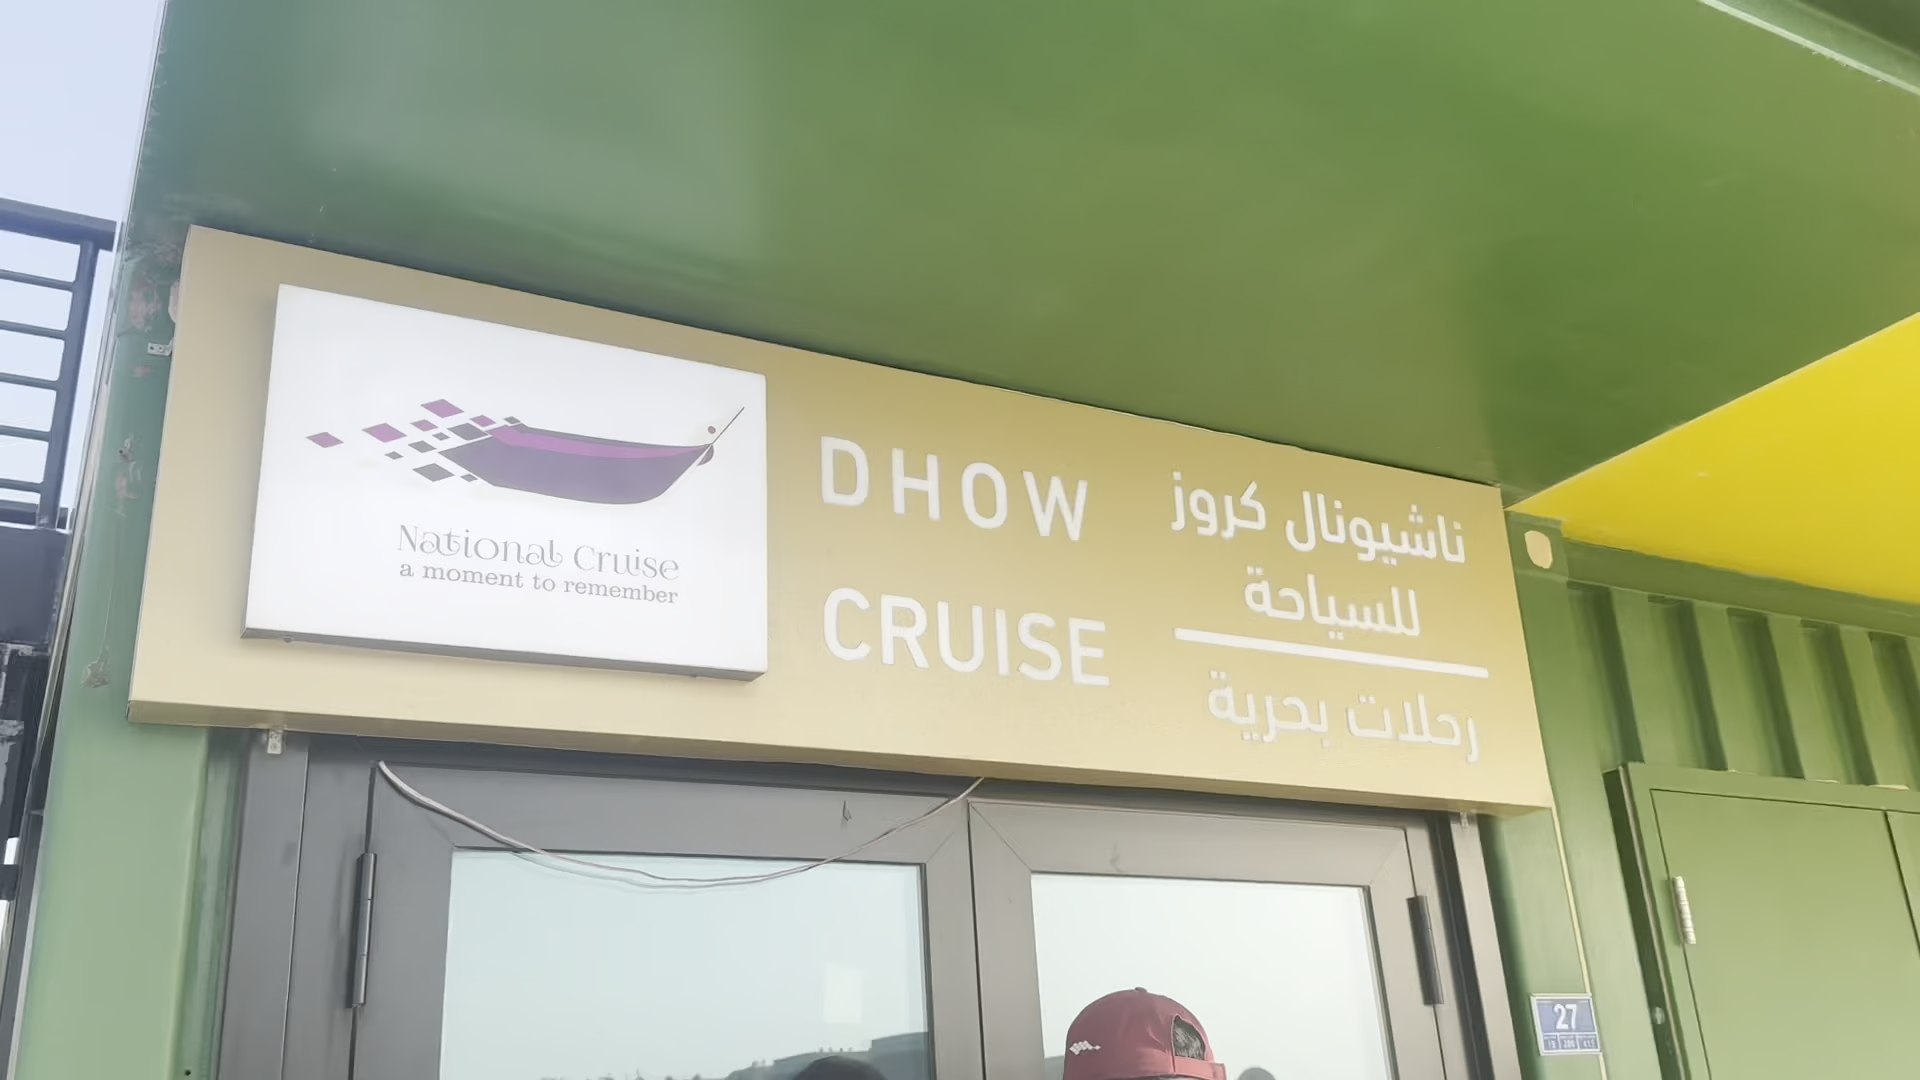 National Cruise
a moment to remember
DHOW
CRUISE
ناشيونال كروز
للسياحة
رحلات بحرية
27